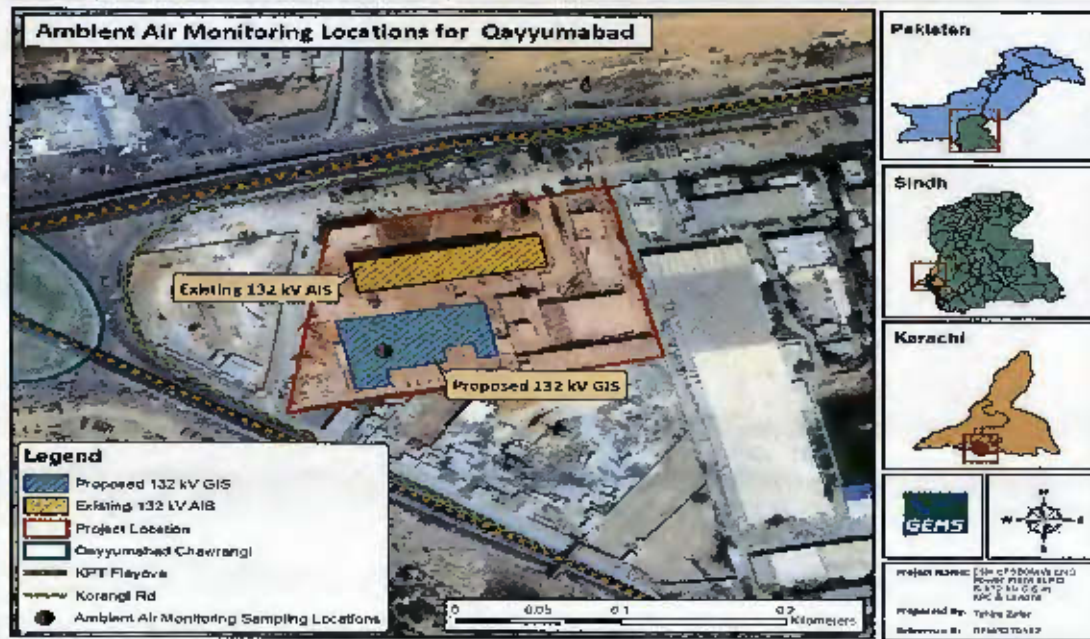 Ambient Air Monitoring Locations for Qayyumabad
Existing 132 kV AIS
Proposed 132 kV GIS
Legend
Proposed 132 kV GIS
Existing 132 kV AIS
Project Location
Qayyumabad Chawrangi
KPT
Korangi Rd
Ambient Air Monitoring Sampling Locations
0 0.05 0.1 0.2
Kilometers
Pakistan
Sindh
Karachi
GEMS
N
W E
S
Project Name:
Prepared By: